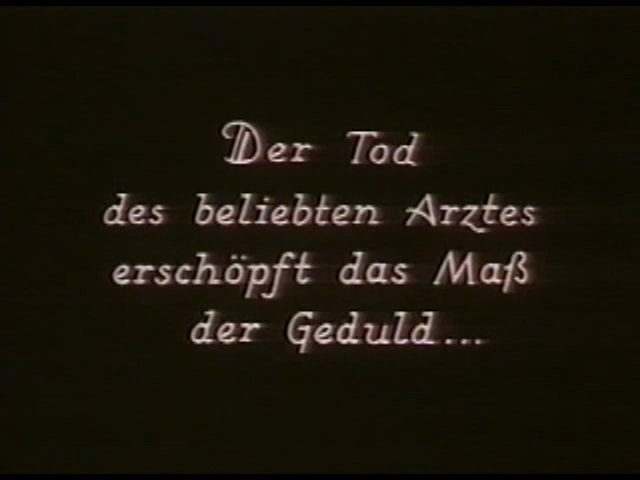 Der Tod
des beliebten Arztes
erschöpft das Maß
der Geduld...